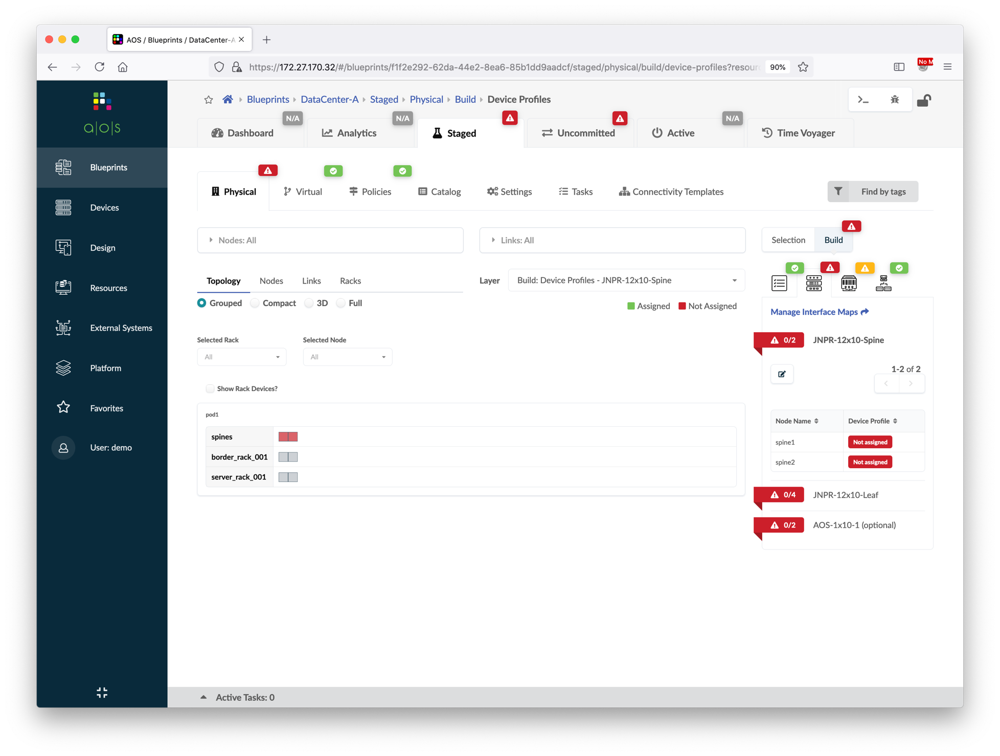 AOS / Blueprints / DataCenter-A
https://172.27.170.32/#/blueprints/f1f2e292-62da-44e2-8ea6-85b1dd9aadcf/staged/physical/build/device-profiles?resour
90%
No M
a|o|s
Blueprints
Devices
Design
Resources
External Systems
Platform
Favorites
User: demo
Blueprints DataCenter-A Staged Physical Build Device Profiles
N/A N/A N/A
Dashboard Analytics Staged Uncommitted Active Time Voyager
Physical Virtual Policies Catalog Settings Tasks Connectivity Templates
Find by tags
Nodes: All
Links: All
Selection Build
Topology Nodes Links Racks
Layer Build: Device Profiles - JNPR-12x10-Spine
Grouped Compact 3D Full
Assigned Not Assigned
Selected Rack Selected Node
All All
Show Rack Devices?
pod1
spines
border_rack_001
server_rack_001
Manage Interface Maps
0/2 JNPR-12x10-Spine
1-2 of 2
Node Name Device Profile
spine1 Not assigned
spine2 Not assigned
0/4 JNPR-12x10-Leaf
0/2 AOS-1x10-1 (optional)
Active Tasks: 0